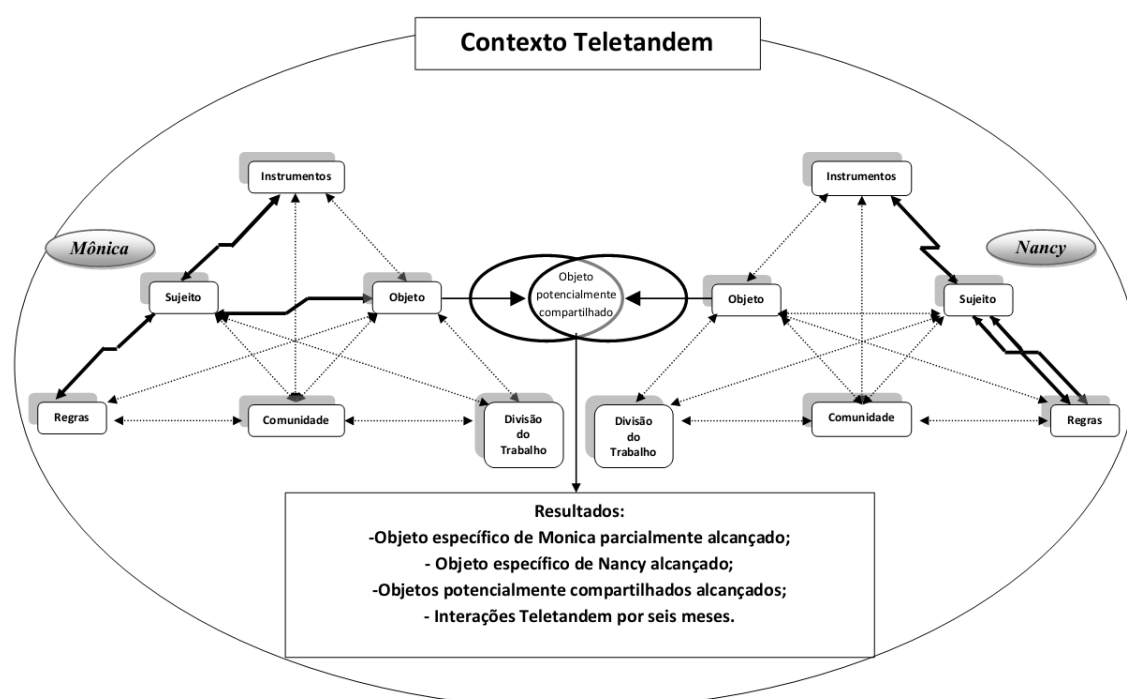 Contexto Teletandem
Instrumentos
Instrumentos
Mônica
Nancy
Sujeito
Objeto
Objeto
potencialmente
compartilhado
Objeto
Sujeito
Regras
Comunidade
Divisão
do
Trabalho
Divisão
do
Trabalho
Comunidade
Regras
Resultados:
-Objeto específico de Monica parcialmente alcançado;
- Objeto específico de Nancy alcançado;
-Objetos potencialmente compartilhados alcançados;
- Interações Teletandem por seis meses.